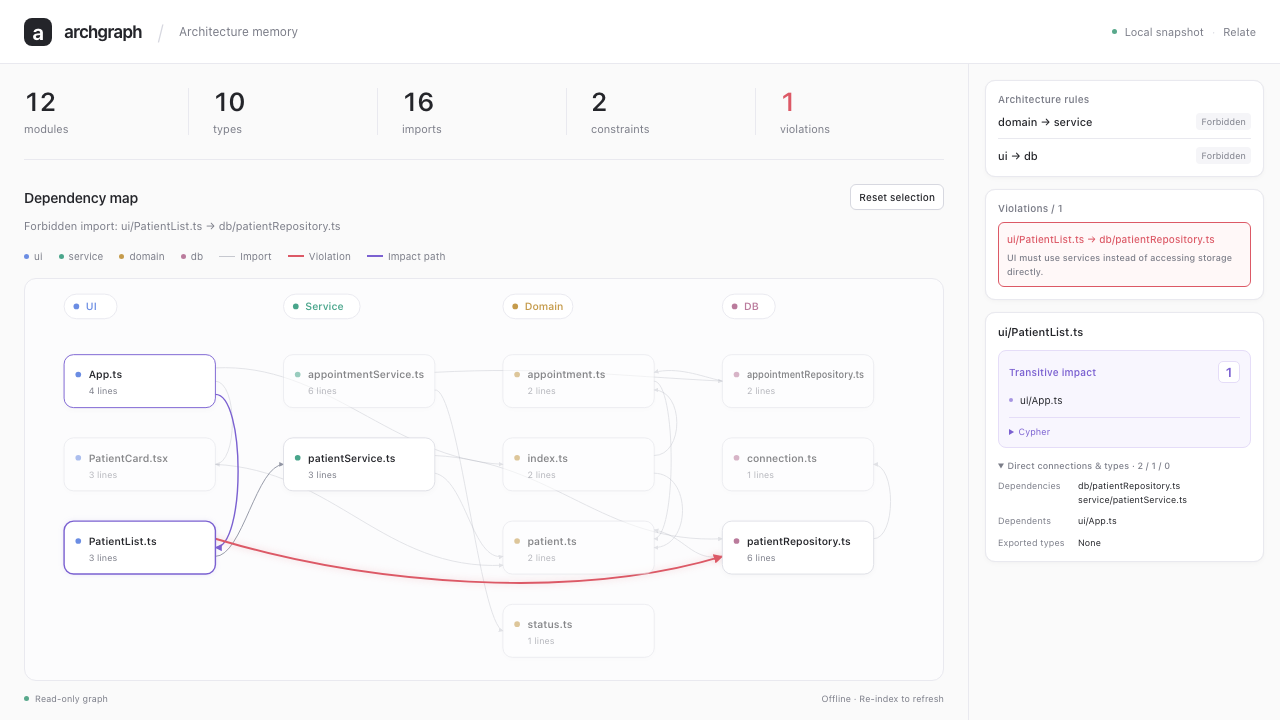 a archgraph / Architecture memory
Local snapshot · Relate
12
modules
10
types
16
imports
2
constraints
1
violations
Dependency map
Reset selection
Forbidden import: ui/PatientList.ts → db/patientRepository.ts
ui
service
domain
db
Import
Violation
Impact path
UI
Service
Domain
DB
App.ts
4 lines
appointmentService.ts
6 lines
appointment.ts
2 lines
appointmentRepository.ts
2 lines
PatientCard.tsx
3 lines
patientService.ts
3 lines
index.ts
2 lines
connection.ts
1 lines
PatientList.ts
3 lines
patient.ts
2 lines
patientRepository.ts
6 lines
status.ts
1 lines
Read-only graph
Offline · Re-index to refresh
Architecture rules
domain → service
Forbidden
ui → db
Forbidden
Violations / 1
ui/PatientList.ts → db/patientRepository.ts
UI must use services instead of accessing storage
directly.
ui/PatientList.ts
Transitive impact
1
ui/App.ts
Cypher
Direct connections & types · 2 / 1 / 0
Dependencies
db/patientRepository.ts
service/patientService.ts
Dependents
ui/App.ts
Exported types
None